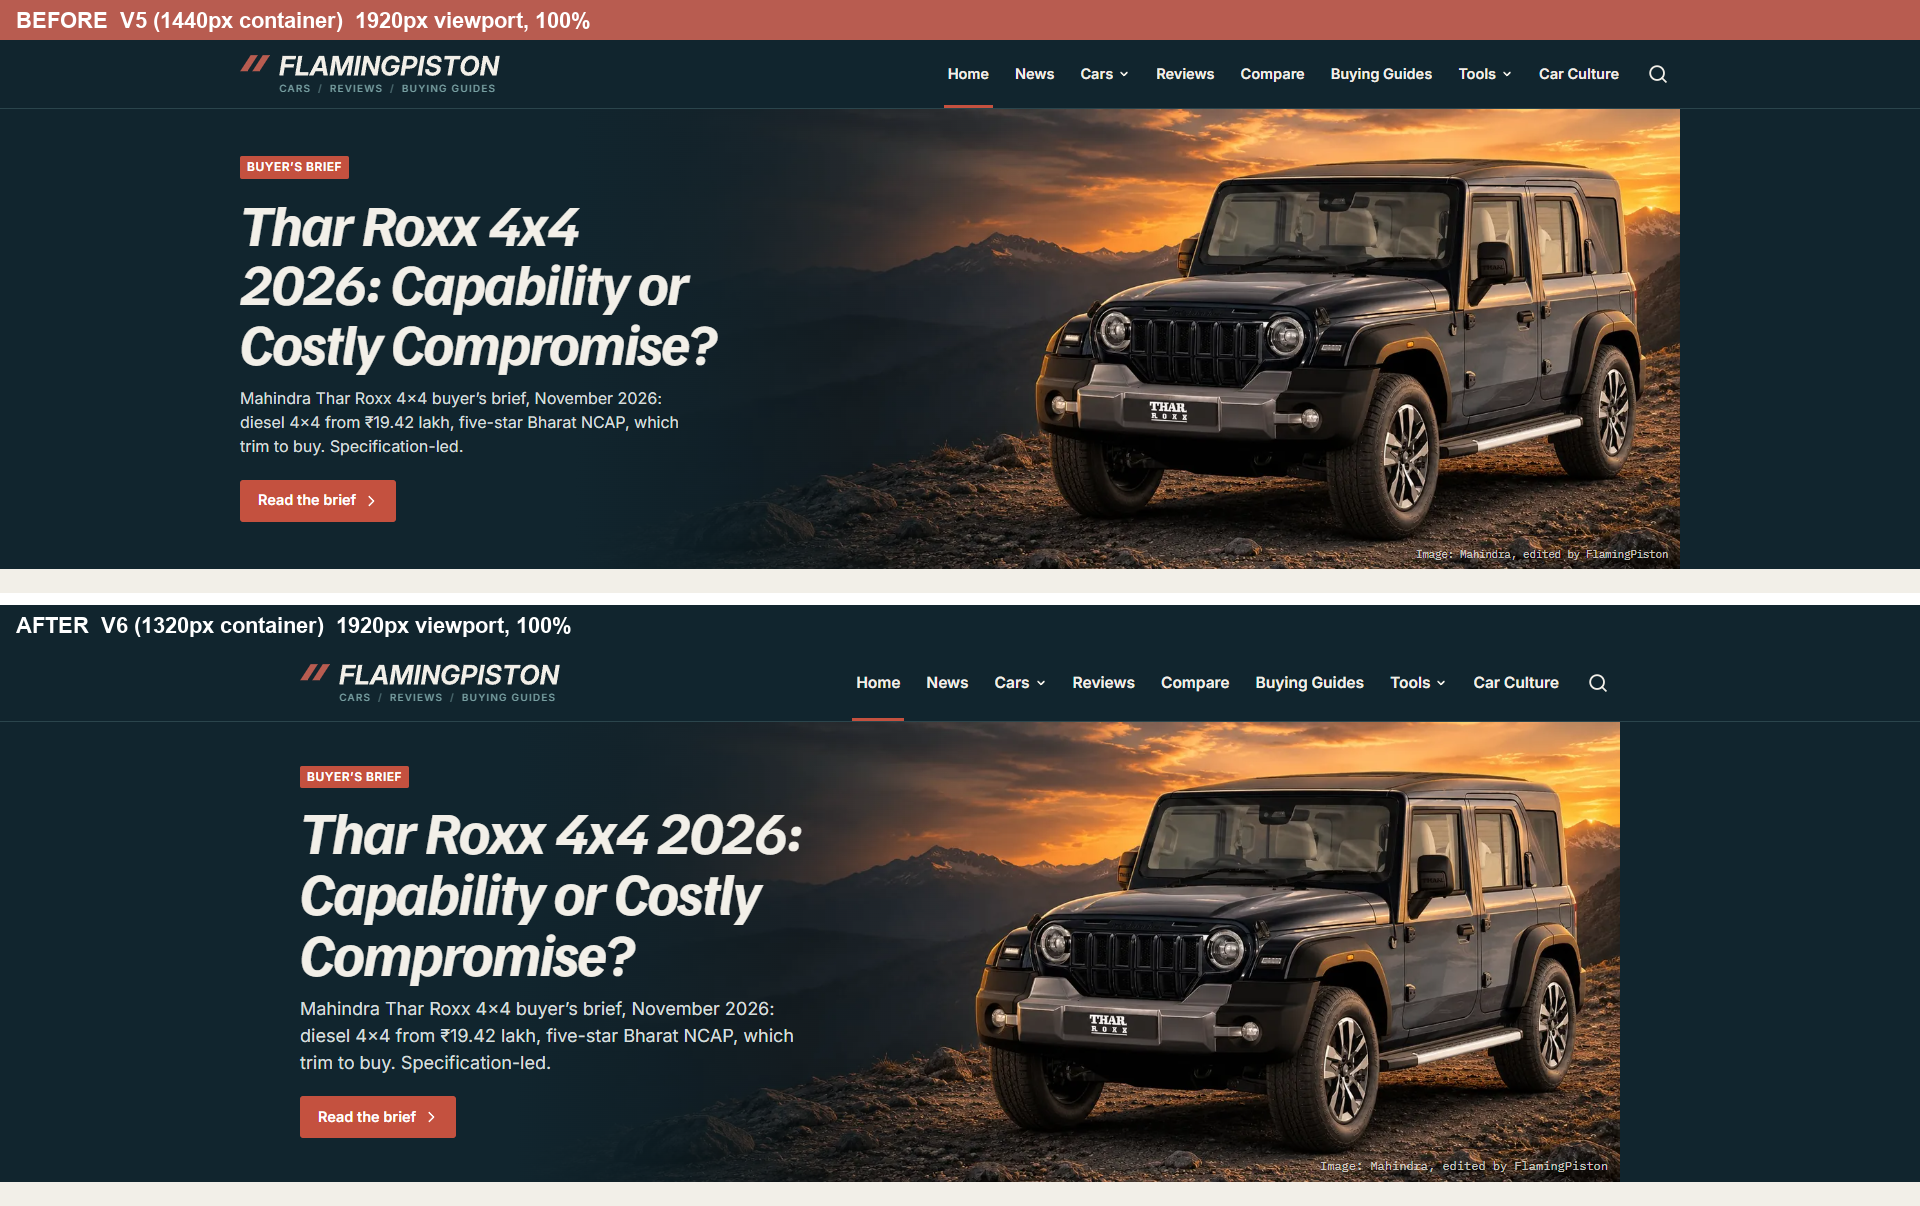 BEFORE  V5 (1440px container)  1920px viewport, 100%
FLAMINGPISTON
CARS / REVIEWS / BUYING GUIDES
Home News Cars Reviews Compare Buying Guides Tools Car Culture
BUYER’S BRIEF
Thar Roxx 4x4
2026: Capability or
Costly Compromise?
Mahindra Thar Roxx 4×4 buyer’s brief, November 2026:
diesel 4×4 from ₹19.42 lakh, five-star Bharat NCAP, which
trim to buy. Specification-led.
Read the brief
THAR
ROXX
Image: Mahindra, edited by FlamingPiston
AFTER  V6 (1320px container)  1920px viewport, 100%
FLAMINGPISTON
CARS / REVIEWS / BUYING GUIDES
Home News Cars Reviews Compare Buying Guides Tools Car Culture
BUYER’S BRIEF
Thar Roxx 4x4 2026:
Capability or Costly
Compromise?
Mahindra Thar Roxx 4×4 buyer’s brief, November 2026:
diesel 4×4 from ₹19.42 lakh, five-star Bharat NCAP, which
trim to buy. Specification-led.
Read the brief
THAR
ROXX
Image: Mahindra, edited by FlamingPiston